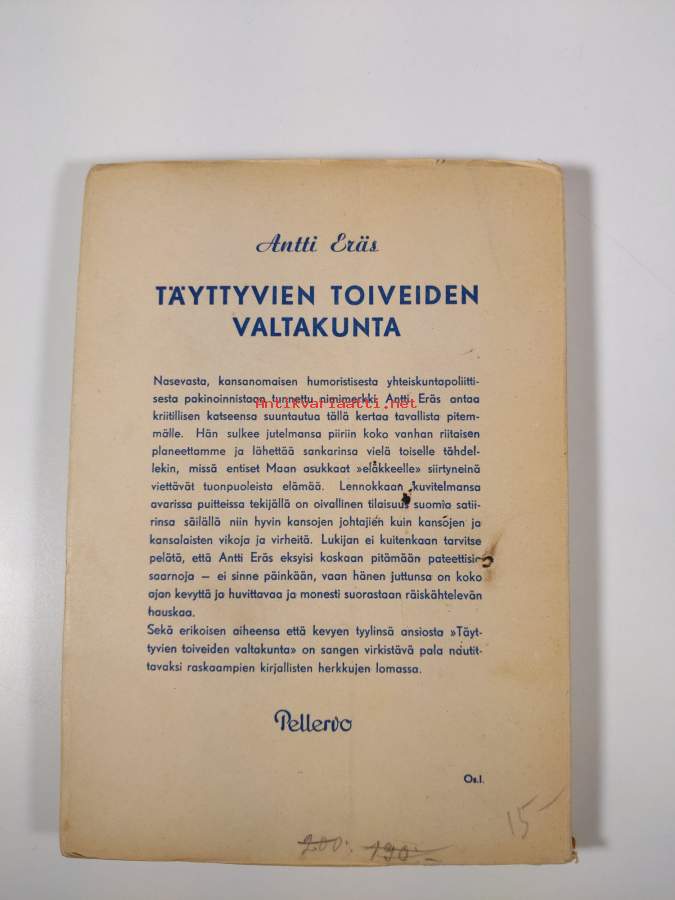 Antti Eräs
TÄYTTYVIEN TOIVEIDEN
VALTAKUNTA
Nasevasta, kansanomaisen humoristisesta yhteiskuntapoliitti-
sesta pakinoinnistaan tunnettu nimimerkki Antti Eräs antaa
Antikvariaatti.net
kriitillisen katseensa suuntautua tällä kertaa tavallista pitem-
mälle. Hän sulkee jutelmansa piiriin koko vanhan riitaisen
planeettamme ja lähettää sankarinsa vielä toiselle tähdel-
lekin, missä entiset Maan asukkaat »eläkkeelle» siirtyneinä
viettävät tuonpuoleista elämää. Lennokkaan kuvitelmansa
avarissa puitteissa tekijällä on oivallinen tilaisuus suomia satii-
rinsa säilällä niin hyvin kansojen johtajien kuin kansojen ja
kansalaisten vikoja ja virheitä. Lukijan ei kuitenkaan tarvitse
pelätä, että Antti Eräs eksyisi koskaan pitämään pateettisia
saarnoja — ei sinne päinkään, vaan hänen juttunsa on koko
ajan kevyttä ja huvittavaa ja monesti suorastaan räiskähtelevän
hauskaa.
Sekä erikoisen aiheensa että kevyen tyylinsä ansiosta »Täyt-
tyvien toiveiden valtakunta» on sangen virkistävä pala nautit-
tavaksi raskaampien kirjallisten herkkujen lomassa.
Pellervo
Os.I.
15-
200:- 190:-